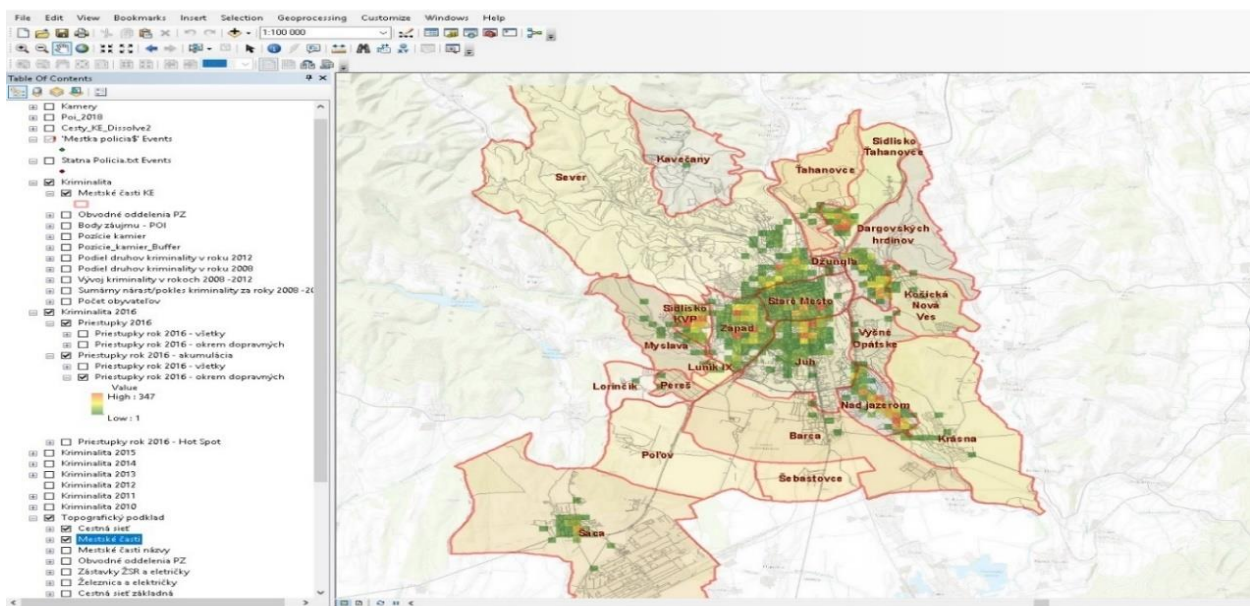 File Edit View Bookmarks Insert Selection Geoprocessing Customize Windows Help
1:100 000
Table Of Contents
Kamery
Poi_2018
Cesty_KE_Dissolve2
'Mestka policia$' Events
Statna Policia.txt Events
Kriminalita
Mestské časti KE
Obvodné oddelenia PZ
Body záujmu - POI
Pozície kamier
Pozicie_kamier_Buffer
Podiel druhov kriminality v roku 2012
Podiel druhov kriminality v roku 2008
Vývoj kriminality v rokoch 2008 -2012
Sumárny nárast/pokles kriminality za roky 2008 -20
Počet obyvateľov
Kriminalita 2016
Priestupky 2016
Priestupky rok 2016 - všetky
Priestupky rok 2016 - okrem dopravných
Priestupky rok 2016 - akumulácia
Priestupky rok 2016 - všetky
Priestupky rok 2016 - okrem dopravných
Value
High : 347
Low : 1
Priestupky rok 2016 - Hot Spot
Kriminalita 2015
Kriminalita 2014
Kriminalita 2013
Kriminalita 2012
Kriminalita 2011
Kriminalita 2010
Topografický podklad
Cestná sieť
Mestské časti
Mestské časti názvy
Obvodné oddelenia PZ
Zástavky ŽSR a eletričky
Železnica a električky
Cestná sieť základná
Sever
Kavečany
Sídlisko
Ťahanovce
Ťahanovce
Dargovských
hrdinov
Džungľa
Košická
Nová
Ves
Staré Mesto
Sídlisko
KVP
Západ
Vyšné
Opátske
Myslava
Juh
Luník IX
Lorinčík
Pereš
Nad jazerom
Barca
Krásna
Poľov
Šebastovce
Šaca